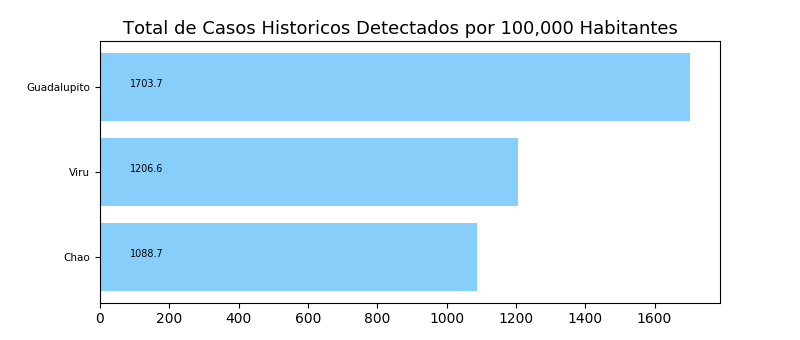 Total de Casos Historicos Detectados por 100,000 Habitantes
Guadalupito
1703.7
Viru
1206.6
Chao
1088.7
0 200 400 600 800 1000 1200 1400 1600